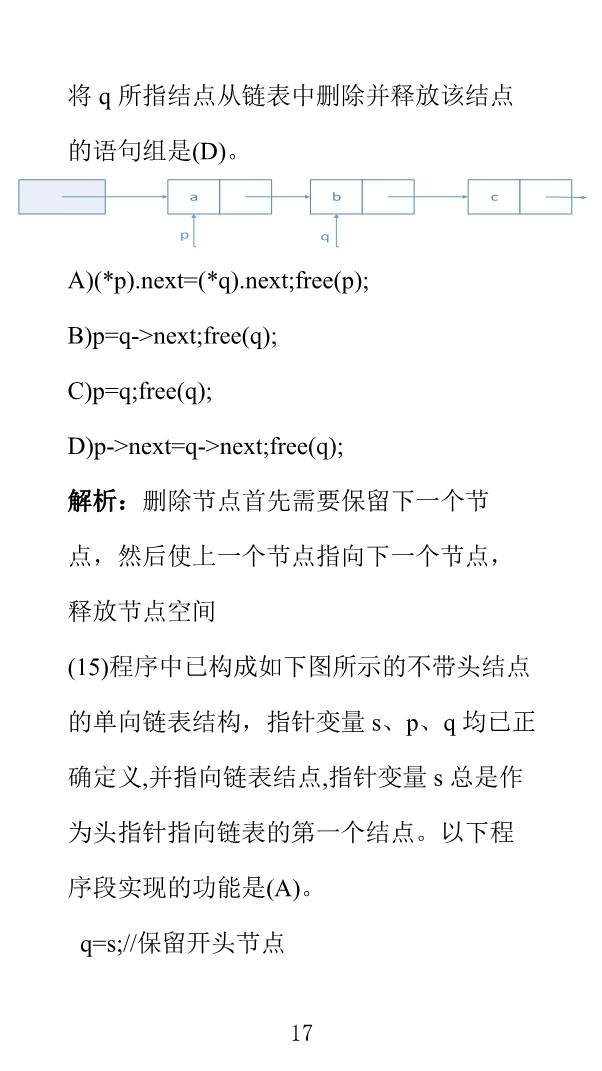 将 q 所指结点从链表中删除并释放该结点
的语句组是(D)。
a
b
c
p
q
A)(*p).next=(*q).next;free(p);
B)p=q->next;free(q);
C)p=q;free(q);
D)p->next=q->next;free(q);
解析：删除节点首先需要保留下一个节
点，然后使上一个节点指向下一个节点，
释放节点空间
(15)程序中已构成如下图所示的不带头结点
的单向链表结构，指针变量 s、p、q 均已正
确定义,并指向链表结点,指针变量 s 总是作
为头指针指向链表的第一个结点。以下程
序段实现的功能是(A)。
q=s;//保留开头节点
17